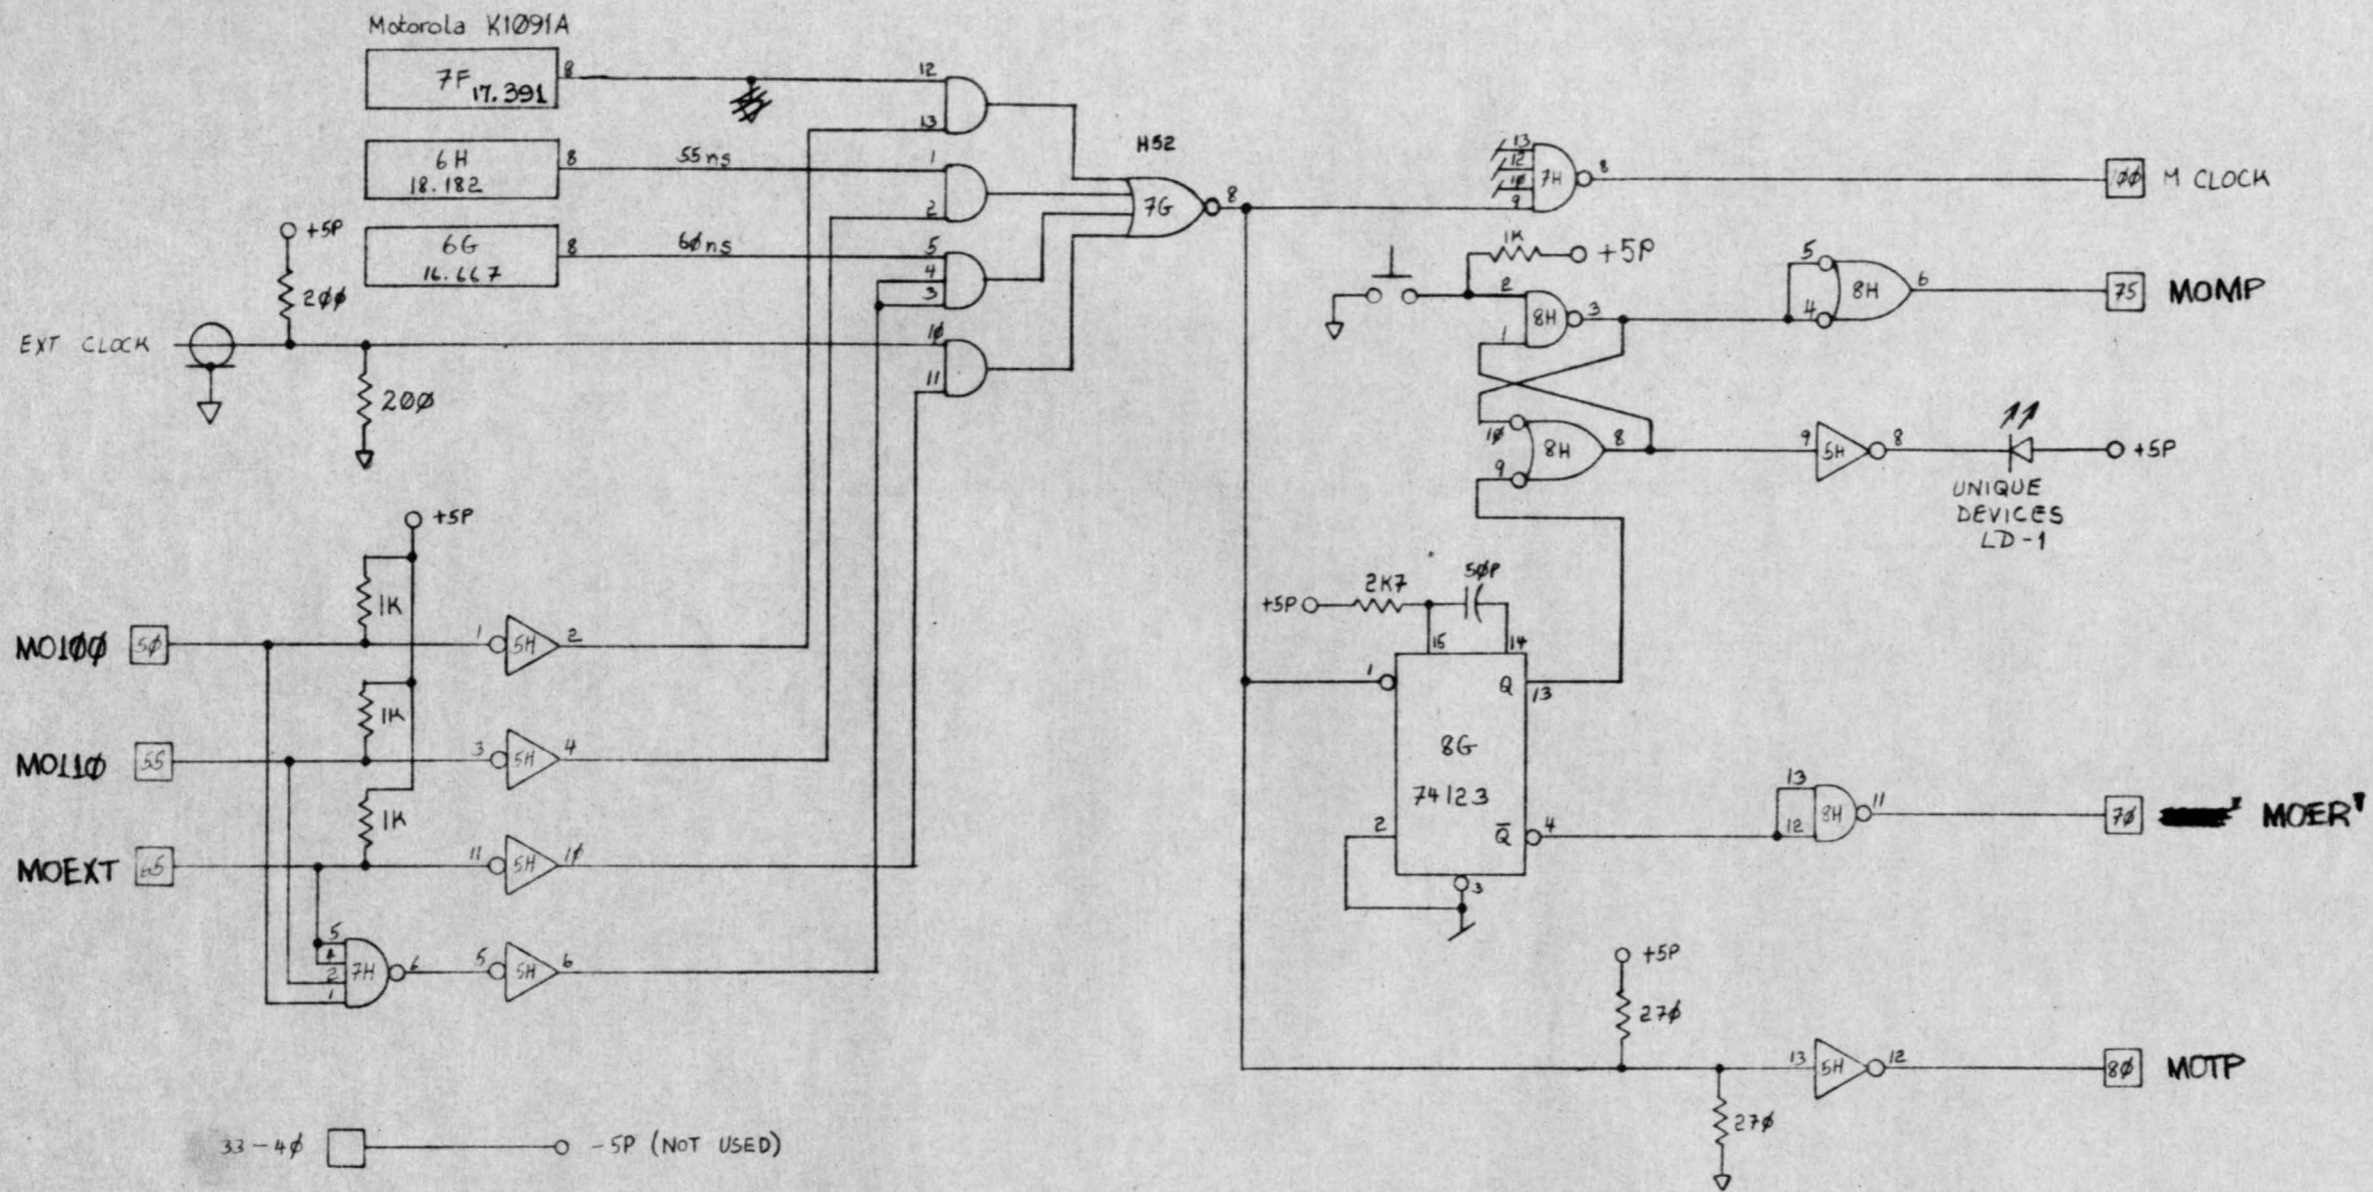 Motorola K1091A
7F 17.391
8
12
13
6H
18.182
8
55ns
1
2
6G
16.667
8
60ns
5
4
3
+5P
200
EXT CLOCK
200
10
11
H52
7G
8
13
12
10
9
7H
8
100
M CLOCK
1K
+5P
2
1
8H
3
5
4
8H
6
75
MOMP
10
9
8H
8
9
5H
8
+5P
UNIQUE
DEVICES
LD-1
+5P
1K
MO100
50
1
5H
2
1K
MO110
55
3
5H
4
1K
MOEXT
65
11
5H
10
5
4
2
1
7H
6
5
5H
6
+5P
2K7
50P
15
14
1
Q
13
8G
74123
2
Q̅
4
3
13
12
8H
11
70
MOER'
+5P
270
13
5H
12
80
MOTP
270
33-40
-5P (NOT USED)